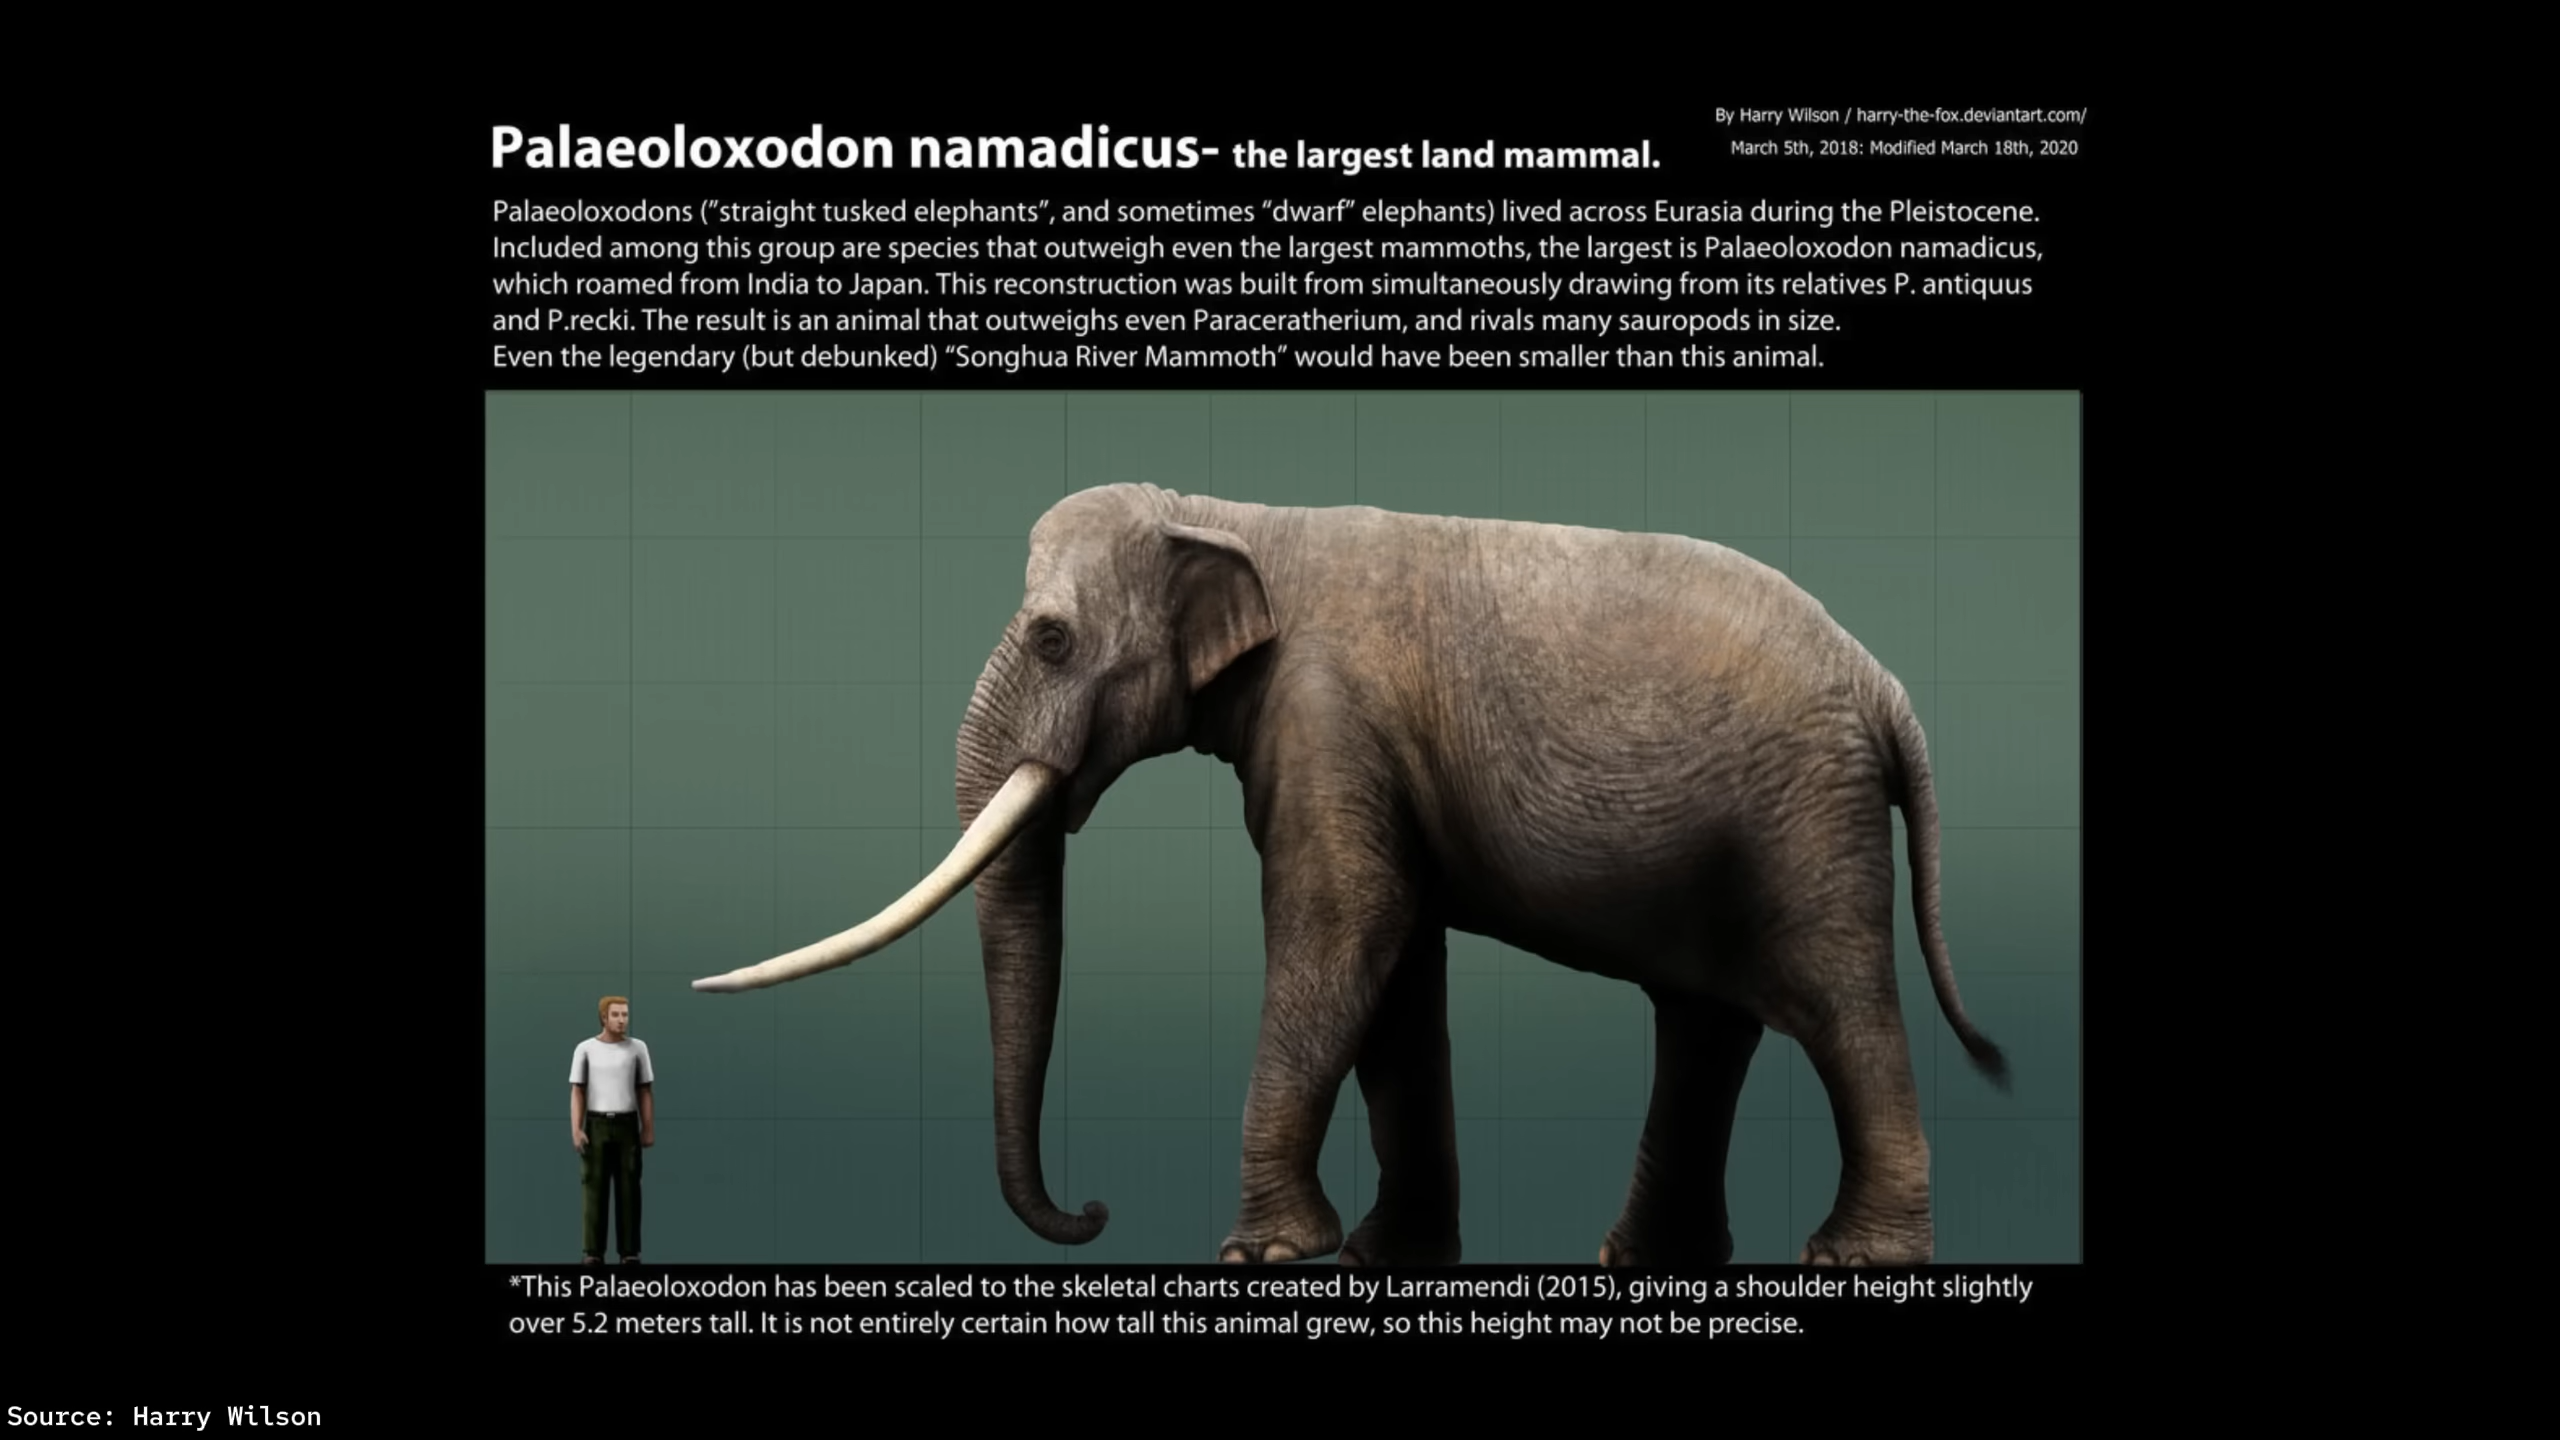 By Harry Wilson / harry-the-fox.deviantart.com/
Palaeoloxodon namadicus- the largest land mammal.
March 5th, 2018: Modified March 18th, 2020
Palaeoloxodons ("straight tusked elephants", and sometimes "dwarf" elephants) lived across Eurasia during the Pleistocene.
Included among this group are species that outweigh even the largest mammoths, the largest is Palaeoloxodon namadicus,
which roamed from India to Japan. This reconstruction was built from simultaneously drawing from its relatives P. antiquus
and P.recki. The result is an animal that outweighs even Paraceratherium, and rivals many sauropods in size.
Even the legendary (but debunked) "Songhua River Mammoth" would have been smaller than this animal.
*This Palaeoloxodon has been scaled to the skeletal charts created by Larramendi (2015), giving a shoulder height slightly
over 5.2 meters tall. It is not entirely certain how tall this animal grew, so this height may not be precise.
Source: Harry Wilson